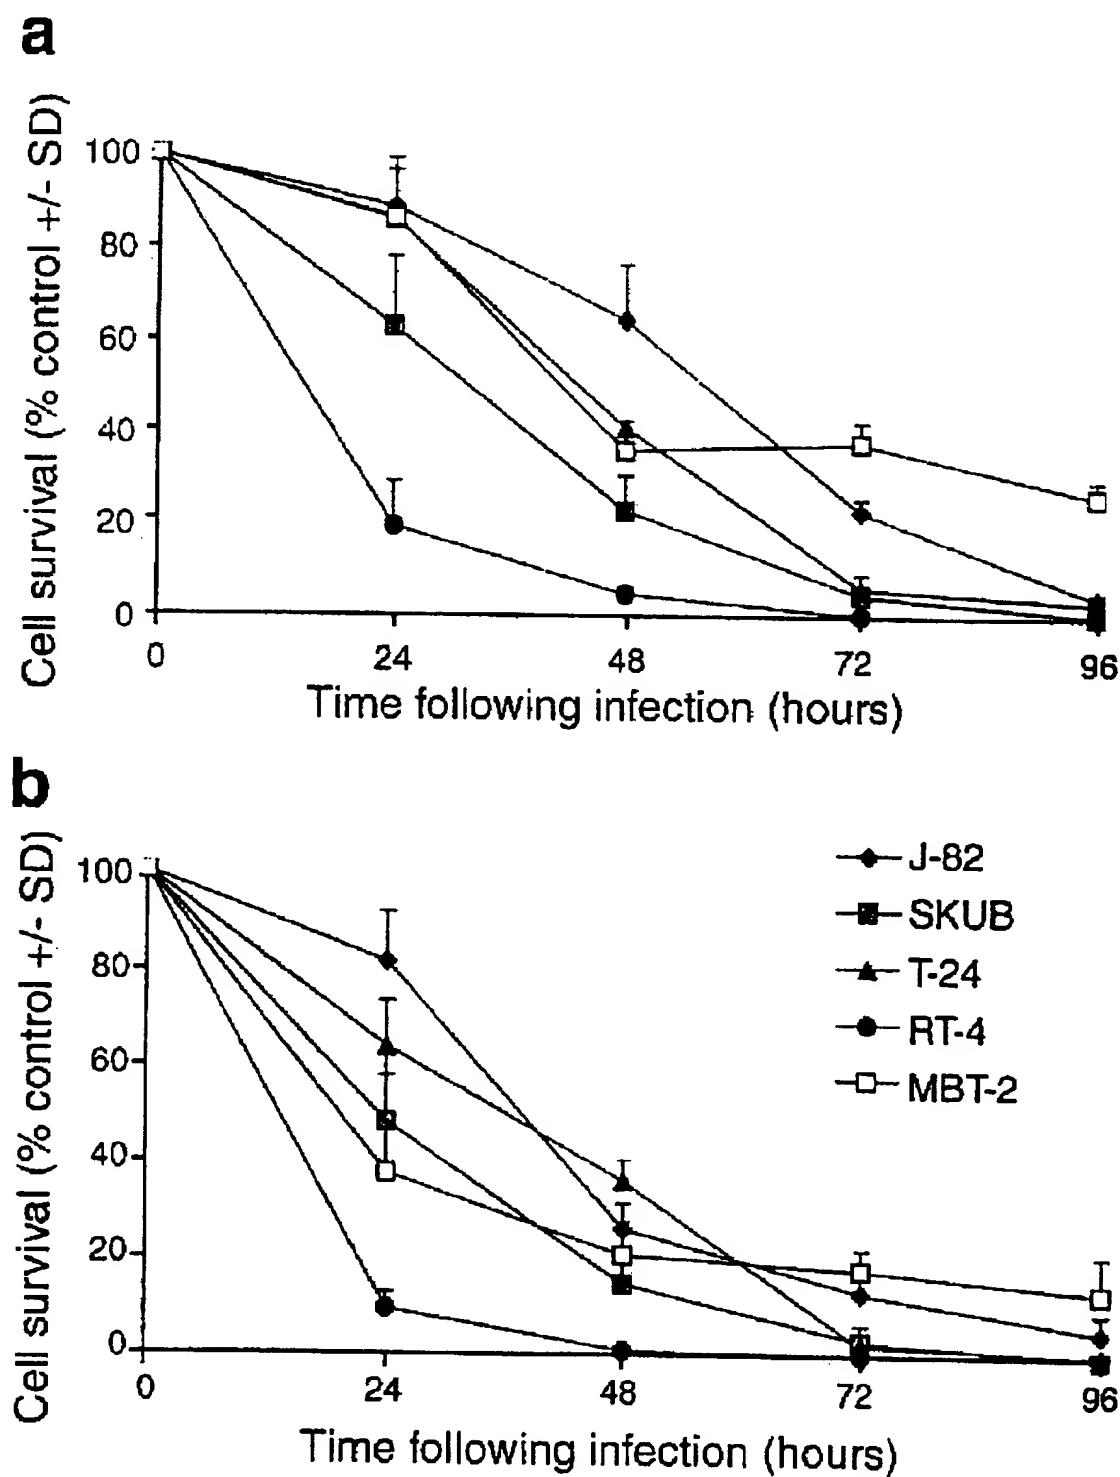 a
Cell survival (% control +/- SD)
100
80
60
40
20
0
0 24 48 72 96
Time following infection (hours)
b
Cell survival (% control +/- SD)
100
80
60
40
20
0
0 24 48 72 96
Time following infection (hours)
J-82
SKUB
T-24
RT-4
MBT-2